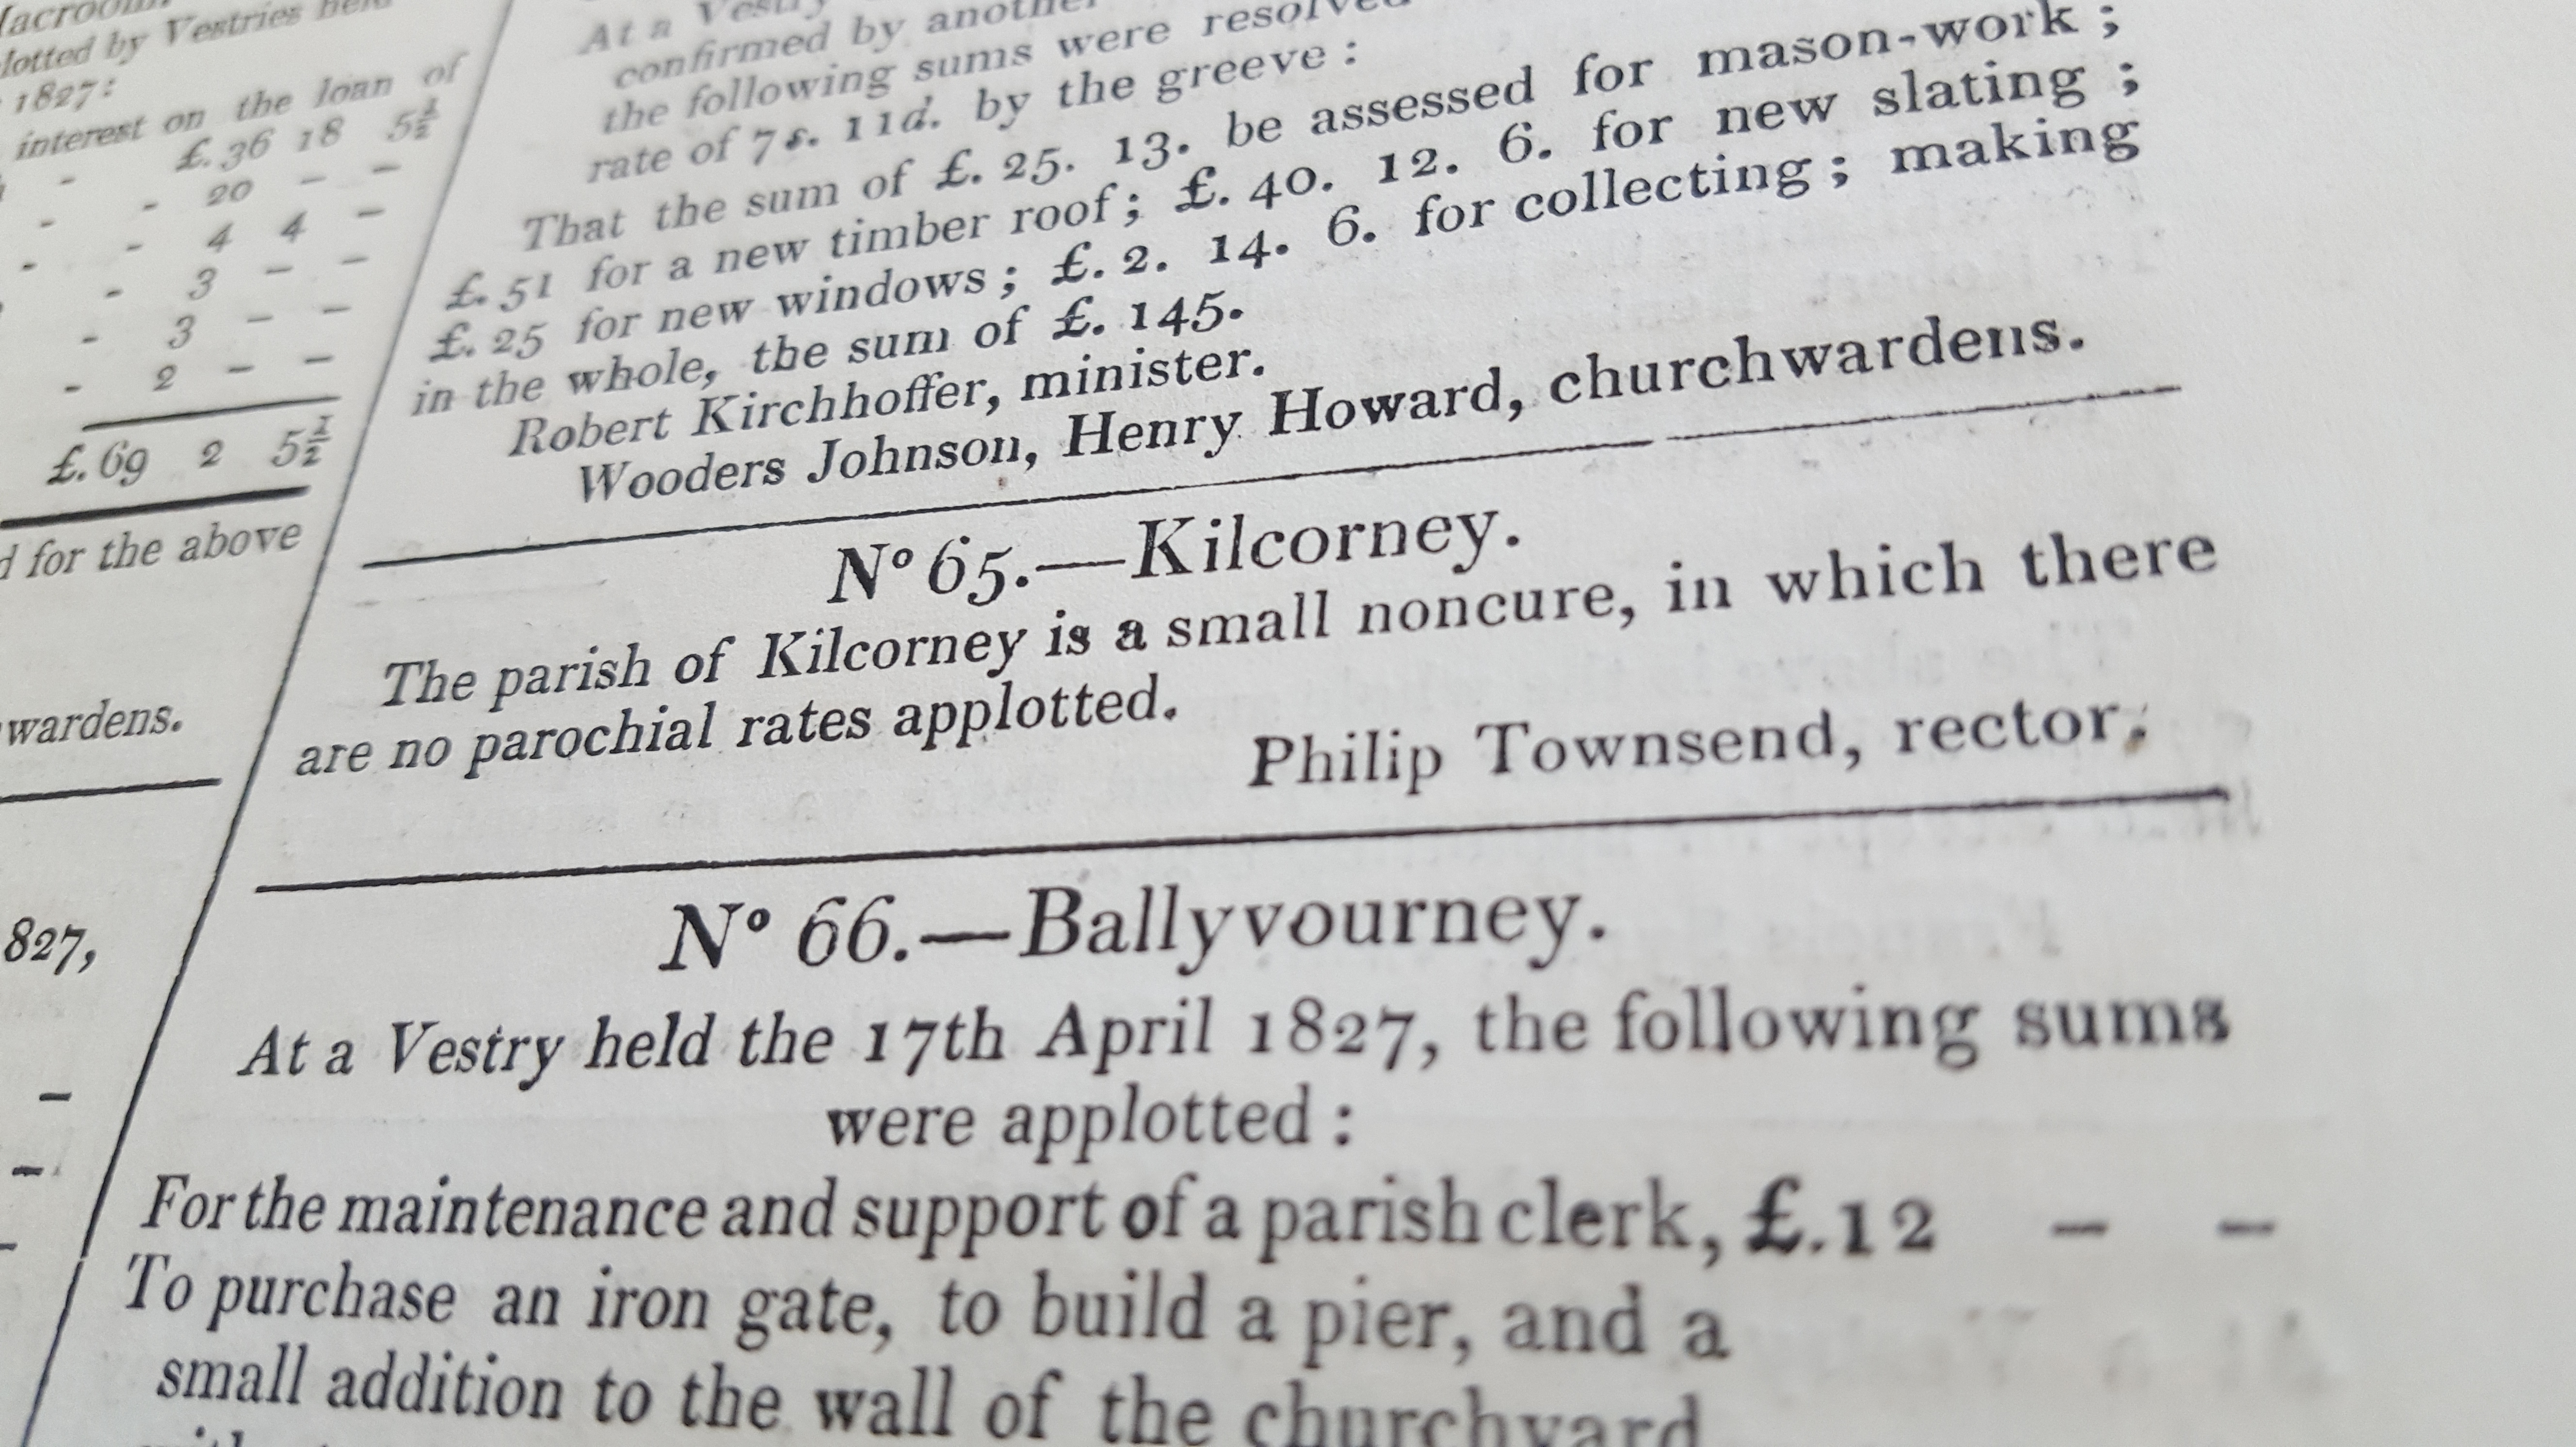 lotted by Vestries held
1827:
interest on the loan of
£. 36 18 5½
- 20 - -
- 4 4 -
- 3 - -
- 3 - -
- 2 - -
£. 69 2 5½
for the above
wardens.
827,
At a Vestry
confirmed by another
the following sums were resolved
rate of 7s. 11d. by the greeve :
That the sum of £. 25. 13. be assessed for mason-work ;
£. 51 for a new timber roof ; £. 40. 12. 6. for new slating ;
£. 25 for new windows ; £. 2. 14. 6. for collecting ; making
in the whole, the sum of £. 145.
Robert Kirchhoffer, minister.
Wooders Johnson, Henry Howard, churchwardens.
Nº 65.—Kilcorney.
The parish of Kilcorney is a small noncure, in which there
are no parochial rates applotted.
Philip Townsend, rector.
Nº 66.—Ballyvourney.
At a Vestry held the 17th April 1827, the following sums
were applotted :
For the maintenance and support of a parish clerk, £. 12 - -
To purchase an iron gate, to build a pier, and a
small addition to the wall of the churchyard